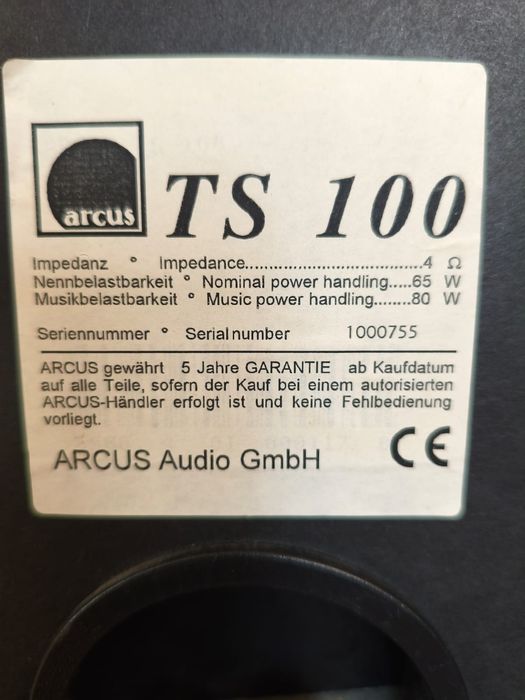 arcus
TS 100
Impedanz ° Impedance..................................4 Ω
Nennbelastbarkeit ° Nominal power handling.....65 W
Musikbelastbarkeit ° Music power handling........80 W
Seriennummer ° Serial number 1000755
ARCUS gewährt 5 Jahre GARANTIE ab Kaufdatum
auf alle Teile, sofern der Kauf bei einem autorisierten
ARCUS-Händler erfolgt ist und keine Fehlbedienung
vorliegt.
ARCUS Audio GmbH CE